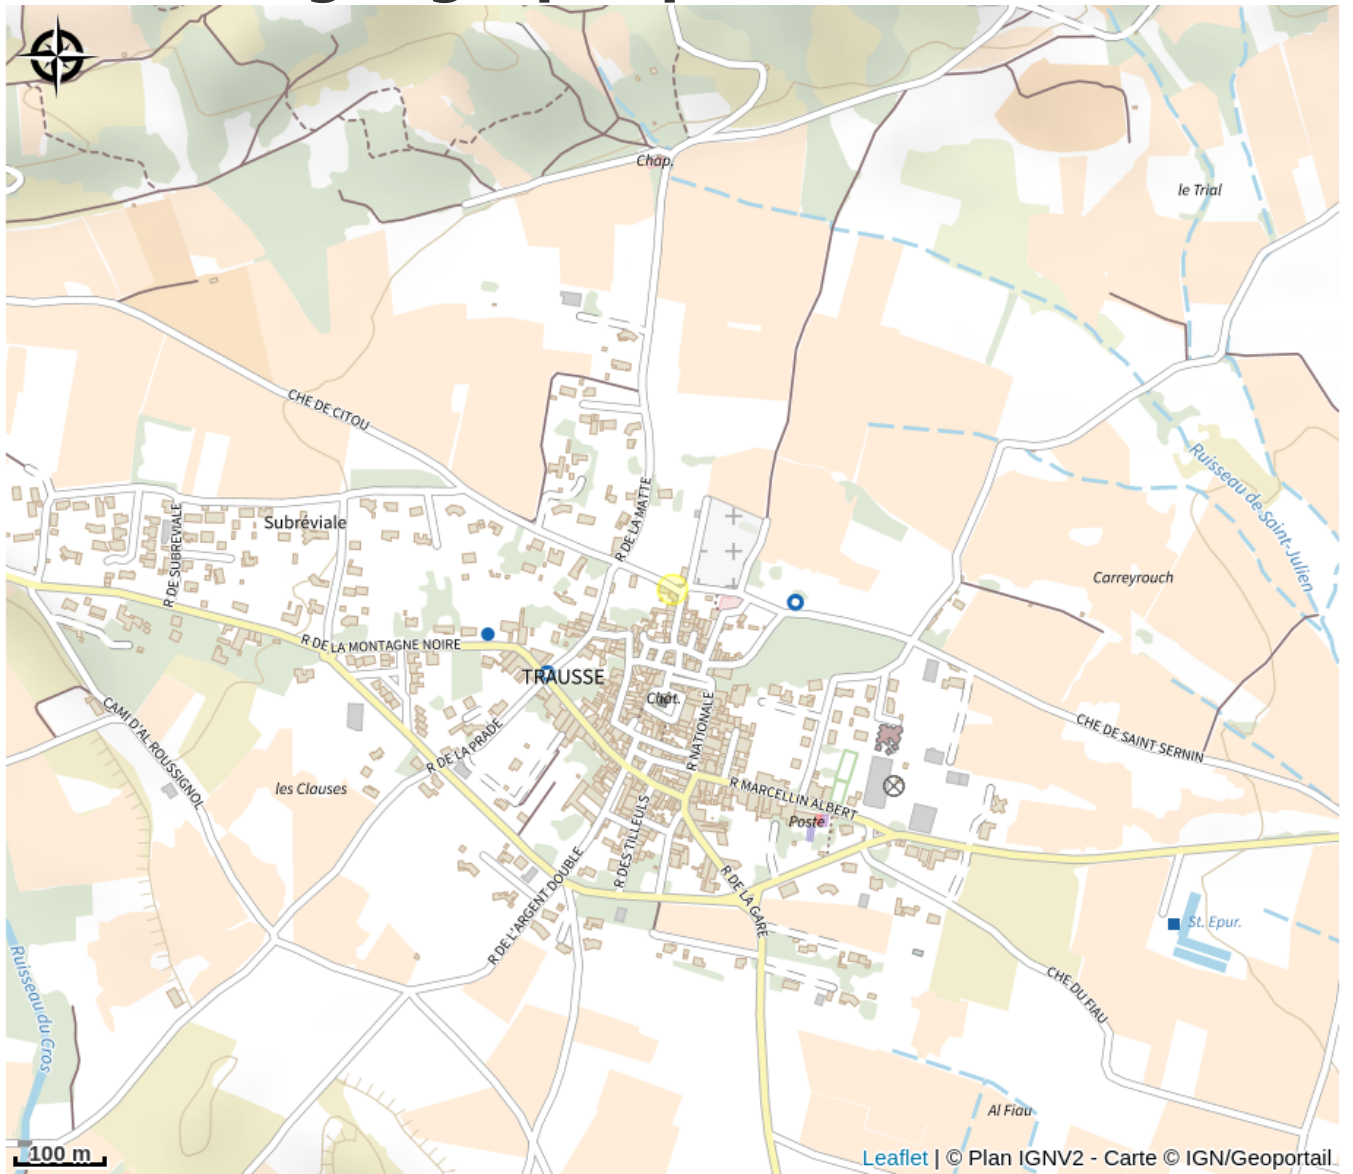 Chap.
le Trial
CHE DE CITOU
Ruisseau de Saint-Julien
R DE LA MATTE
Subréviale
R DE SUBREVIALE
Carreyrouch
R DE LA MONTAGNE NOIRE
TRAUSSE
Chât.
R NATIONALE
CAMI D'AL ROUSSIGNOL
R DE LA PRADE
CHE DE SAINT SERNIN
les Clauses
R MARCELLIN ALBERT
Poste
R DES TILLEULS
R DE L'ARGENT DOUBLE
R DE LA GARE
St. Epur.
Ruisseau du Cros
CHE DU FIAU
Al Fiau
100 m
Leaflet | © Plan IGNV2 - Carte © IGN/Geoportail